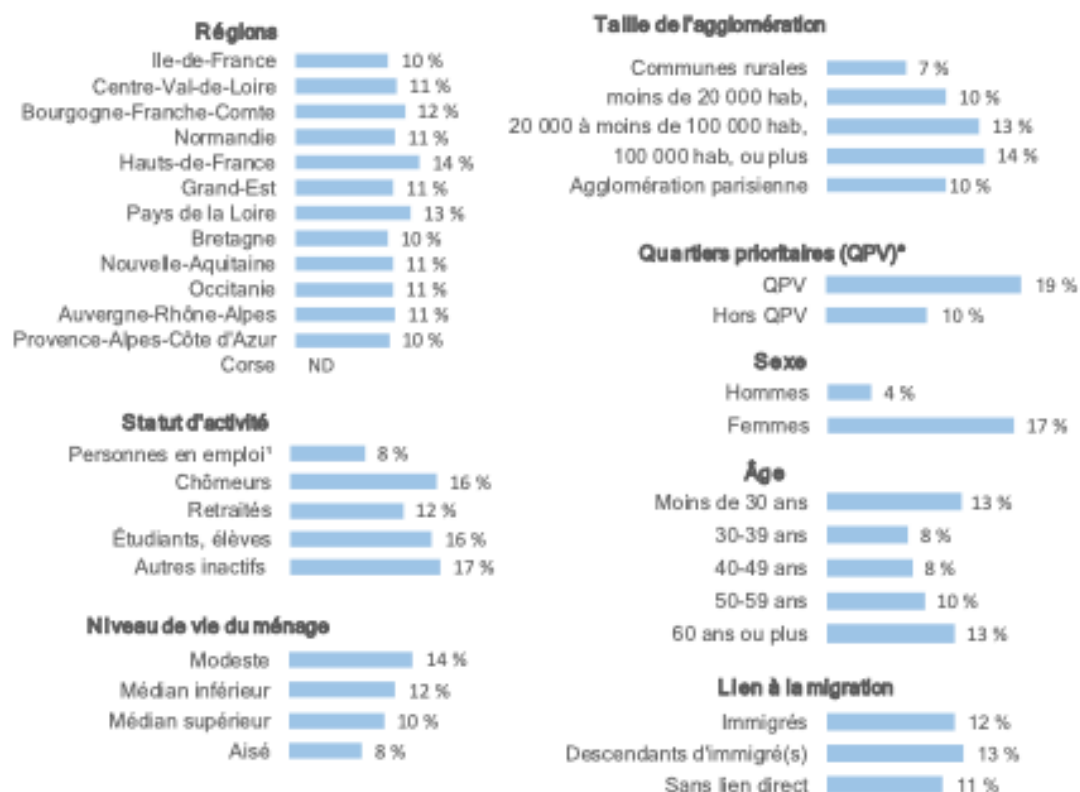 Régions
Ile-de-France 10 %
Centre-Val-de-Loire 11 %
Bourgogne-Franche-Comte 12 %
Normandie 11 %
Hauts-de-France 14 %
Grand-Est 11 %
Pays de la Loire 13 %
Bretagne 10 %
Nouvelle-Aquitaine 11 %
Occitanie 11 %
Auvergne-Rhône-Alpes 11 %
Provence-Alpes-Côte d'Azur 10 %
Corse ND
Statut d'activité
Personnes en emploi¹ 8 %
Chômeurs 16 %
Retraités 12 %
Étudiants, élèves 16 %
Autres inactifs 17 %
Niveau de vie du ménage
Modeste 14 %
Médian inférieur 12 %
Médian supérieur 10 %
Aisé 8 %
Taille de l'agglomération
Communes rurales 7 %
moins de 20 000 hab, 10 %
20 000 à moins de 100 000 hab, 13 %
100 000 hab, ou plus 14 %
Agglomération parisienne 10 %
Quartiers prioritaires (QPV)*
QPV 19 %
Hors QPV 10 %
Sexe
Hommes 4 %
Femmes 17 %
Âge
Moins de 30 ans 13 %
30-39 ans 8 %
40-49 ans 8 %
50-59 ans 10 %
60 ans ou plus 13 %
Lien à la migration
Immigrés 12 %
Descendants d'immigré(s) 13 %
Sans lien direct 11 %